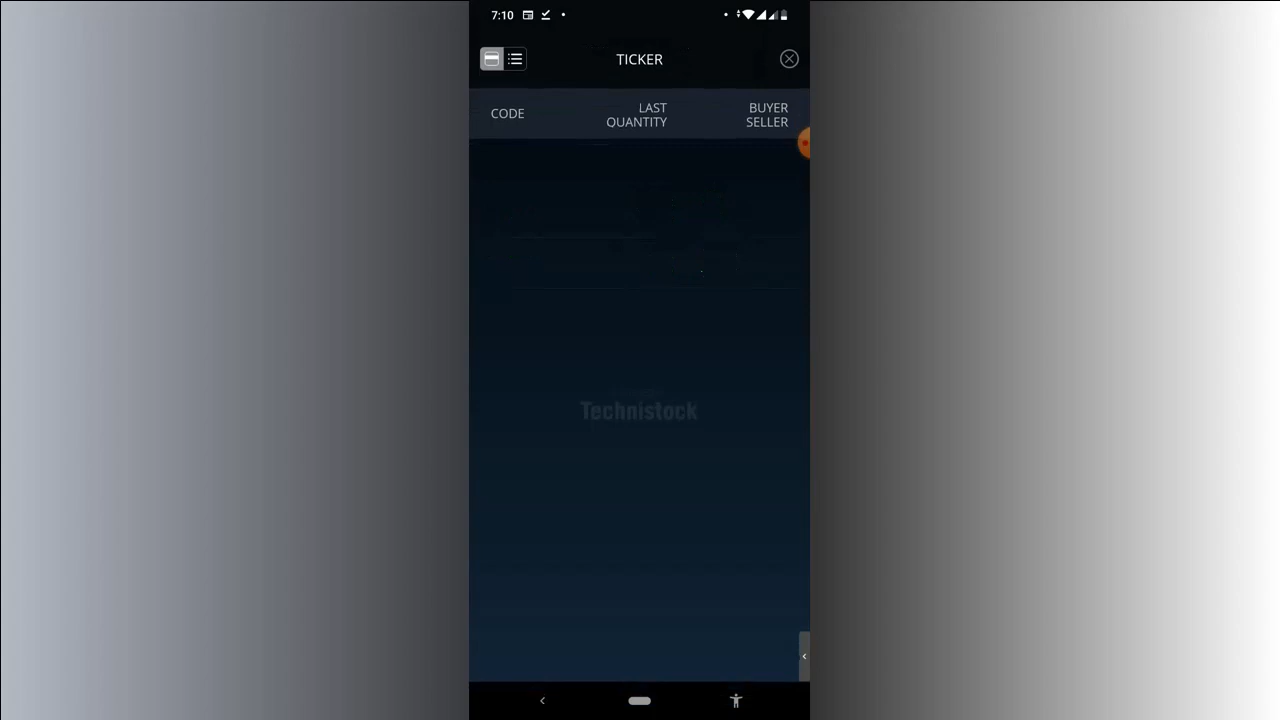 7:10
TICKER
CODE
LAST
QUANTITY
BUYER
SELLER
Technistock